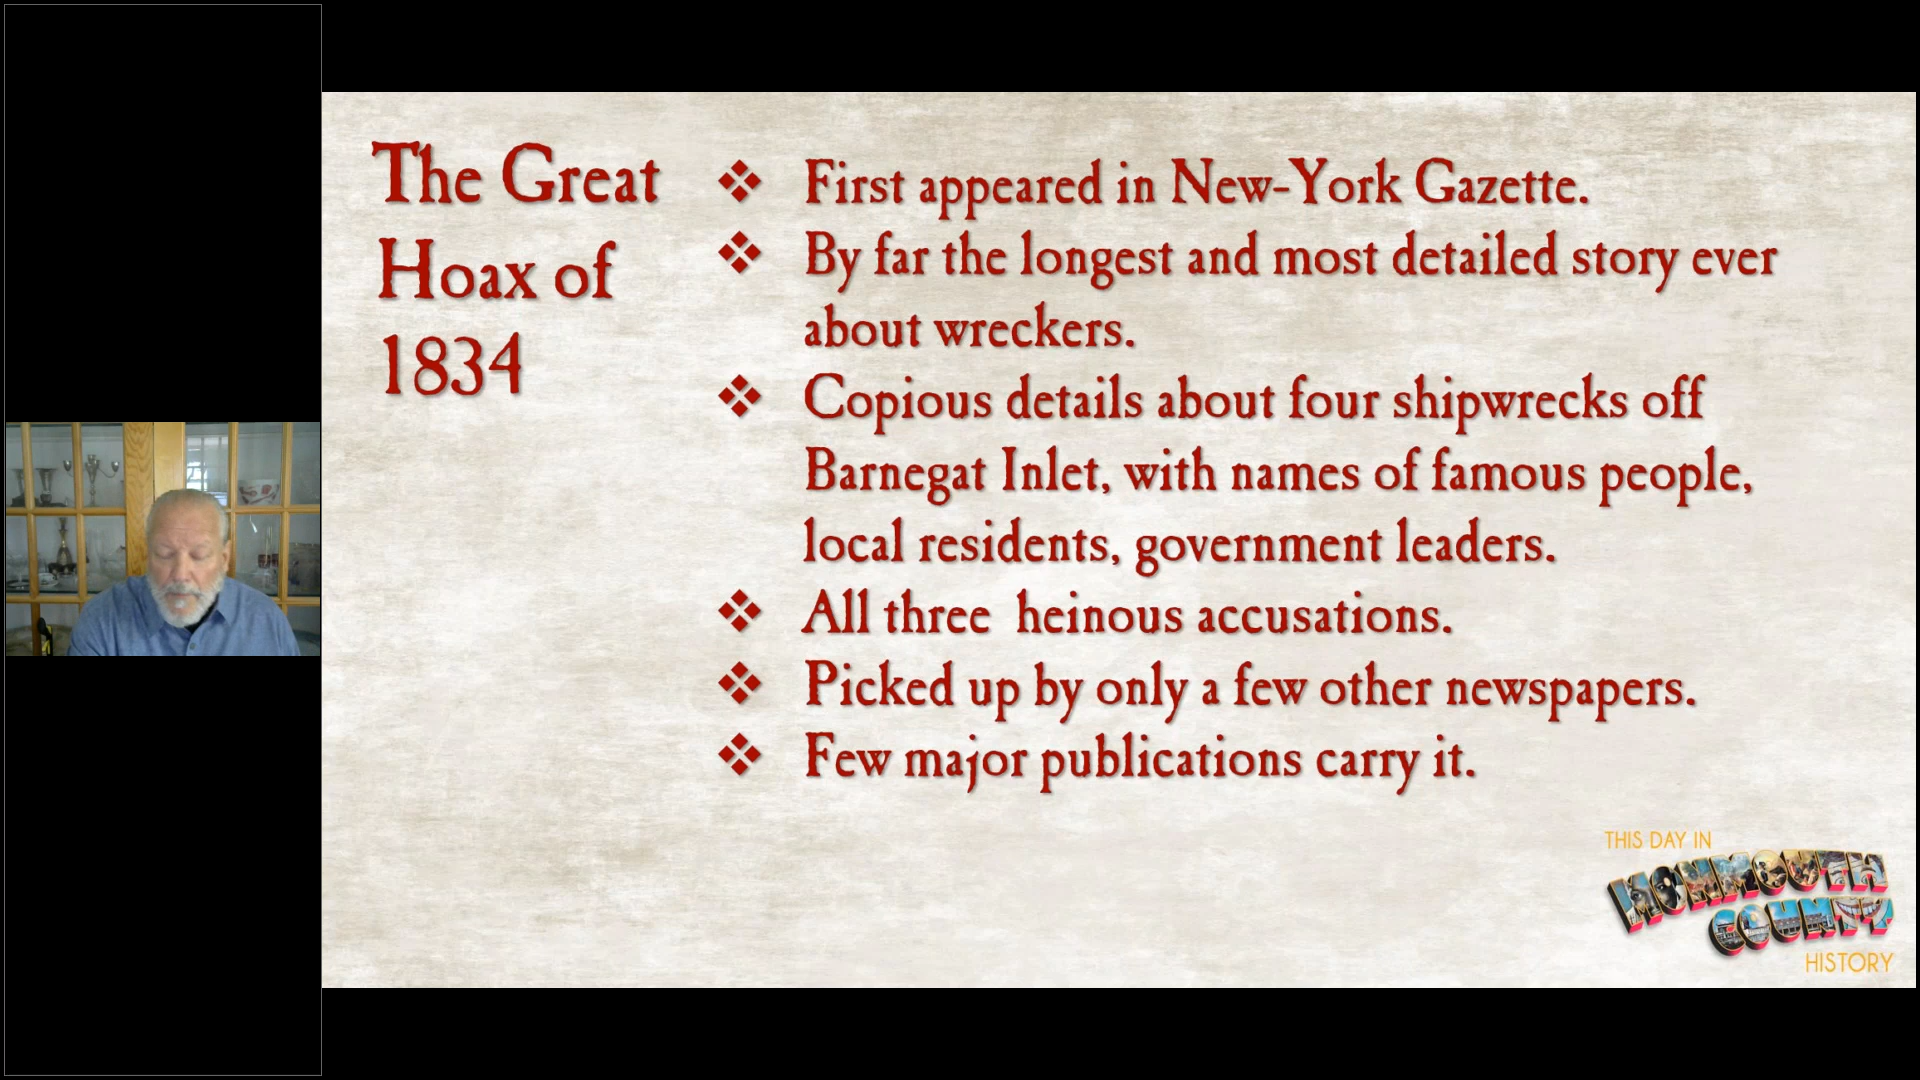 The Great
Hoax of
1834
❖ First appeared in New-York Gazette.
❖ By far the longest and most detailed story ever
about wreckers.
❖ Copious details about four shipwrecks off
Barnegat Inlet, with names of famous people,
local residents, government leaders.
❖ All three  heinous accusations.
❖ Picked up by only a few other newspapers.
❖ Few major publications carry it.
THIS DAY IN
MONMOUTH
COUNTY
HISTORY